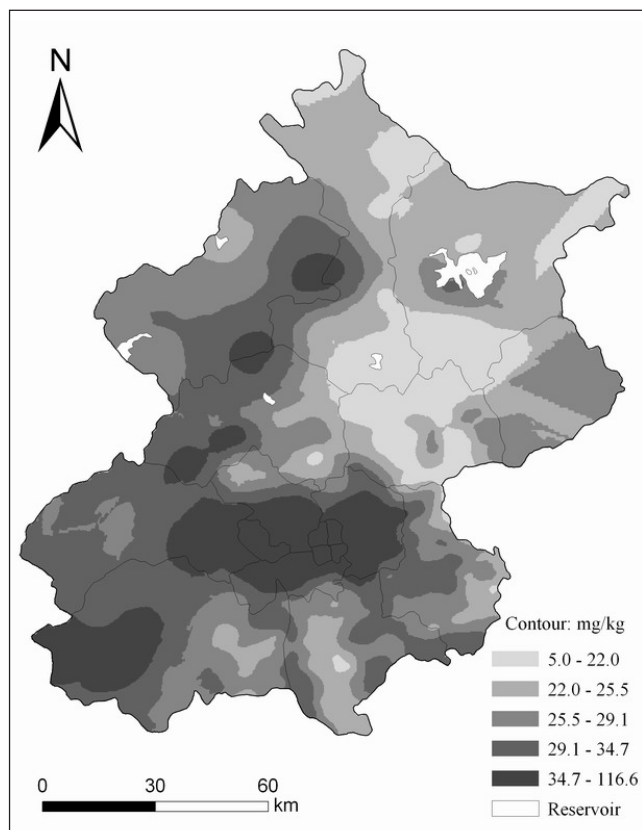 N
Contour: mg/kg
5.0 - 22.0
22.0 - 25.5
25.5 - 29.1
29.1 - 34.7
34.7 - 116.6
Reservoir
0 30 60
km